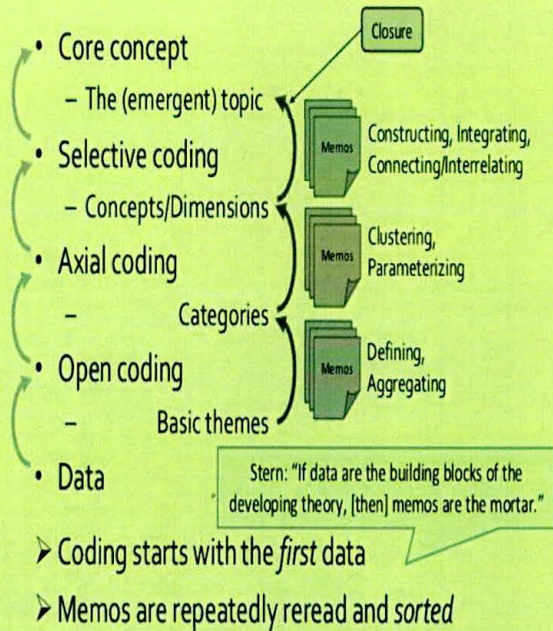 Closure
• Core concept
– The (emergent) topic
Memos
Constructing, Integrating,
Connecting/Interrelating
• Selective coding
– Concepts/Dimensions
Memos
Clustering,
Parameterizing
• Axial coding
– Categories
Memos
Defining,
Aggregating
• Open coding
– Basic themes
• Data
Stern: "If data are the building blocks of the
developing theory, [then] memos are the mortar."
➢ Coding starts with the first data
➢ Memos are repeatedly reread and sorted